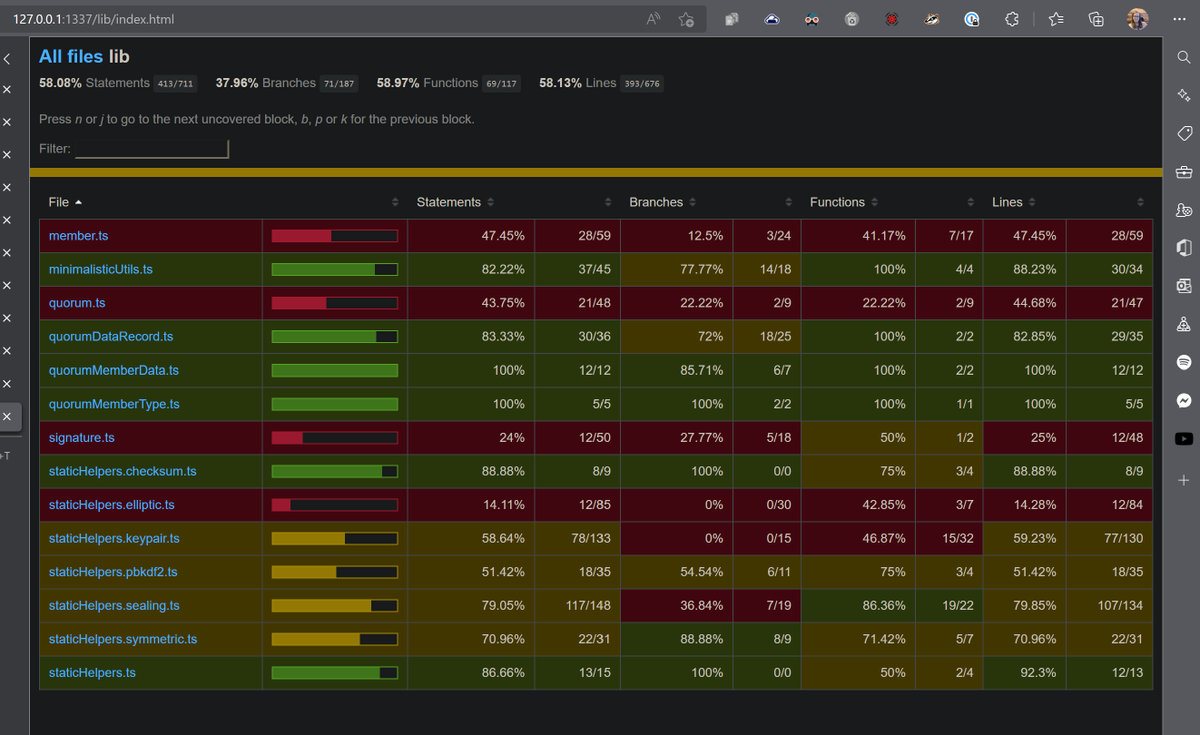 127.0.0.1:1337/lib/index.html
All files lib
58.08% Statements 413/711 37.96% Branches 71/187 58.97% Functions 69/117 58.13% Lines 393/676
Press n or j to go to the next uncovered block, b, p or k for the previous block.
Filter:
File Statements Branches Functions Lines
member.ts 47.45% 28/59 12.5% 3/24 41.17% 7/17 47.45% 28/59
minimalisticUtils.ts 82.22% 37/45 77.77% 14/18 100% 4/4 88.23% 30/34
quorum.ts 43.75% 21/48 22.22% 2/9 22.22% 2/9 44.68% 21/47
quorumDataRecord.ts 83.33% 30/36 72% 18/25 100% 2/2 82.85% 29/35
quorumMemberData.ts 100% 12/12 85.71% 6/7 100% 2/2 100% 12/12
quorumMemberType.ts 100% 5/5 100% 2/2 100% 1/1 100% 5/5
signature.ts 24% 12/50 27.77% 5/18 50% 1/2 25% 12/48
+T
staticHelpers.checksum.ts 88.88% 8/9 100% 0/0 75% 3/4 88.88% 8/9
staticHelpers.elliptic.ts 14.11% 12/85 0% 0/30 42.85% 3/7 14.28% 12/84
staticHelpers.keypair.ts 58.64% 78/133 0% 0/15 46.87% 15/32 59.23% 77/130
staticHelpers.pbkdf2.ts 51.42% 18/35 54.54% 6/11 75% 3/4 51.42% 18/35
staticHelpers.sealing.ts 79.05% 117/148 36.84% 7/19 86.36% 19/22 79.85% 107/134
staticHelpers.symmetric.ts 70.96% 22/31 88.88% 8/9 71.42% 5/7 70.96% 22/31
staticHelpers.ts 86.66% 13/15 100% 0/0 50% 2/4 92.3% 12/13